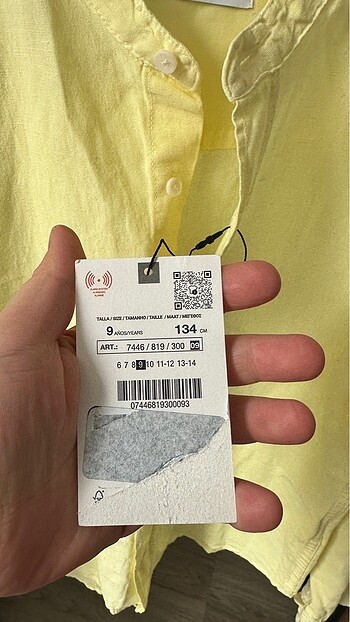 TALLA / SIZE / TAMANHO / TAILLE / MAAT / ΜΕΓΕΘΟΣ
9 AÑOS/YEARS 134 CM
ART.: 7446 / 819 / 300 09
6 7 8 9 10 11-12 13-14
07446819300093